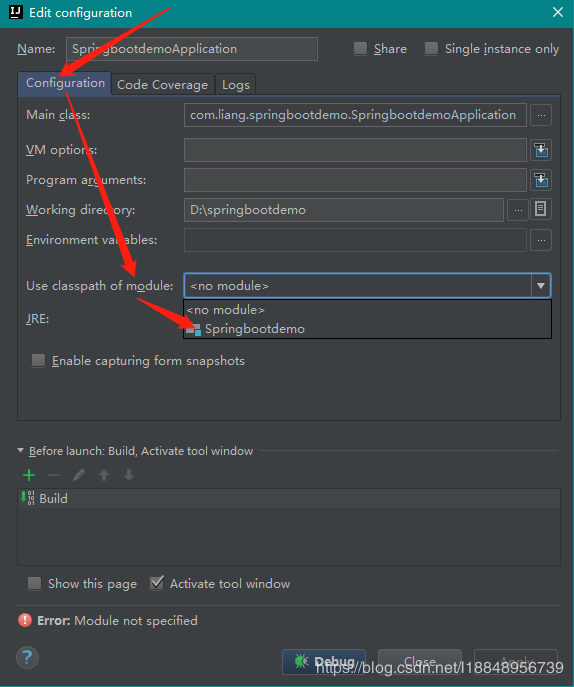 IJ Edit configuration
Name: SpringbootdemoApplication Share Single instance only
Configuration Code Coverage Logs
Main class: com.liang.springbootdemo.SpringbootdemoApplication ...
VM options:
Program arguments:
Working directory: D:\springbootdemo ...
Environment variables: ...
Use classpath of module: <no module>
<no module>
JRE: Springbootdemo
Enable capturing form snapshots
Before launch: Build, Activate tool window
Build
Show this page Activate tool window
Error: Module not specified
? Debug Close Apply
https://blog.csdn.net/l18848956739